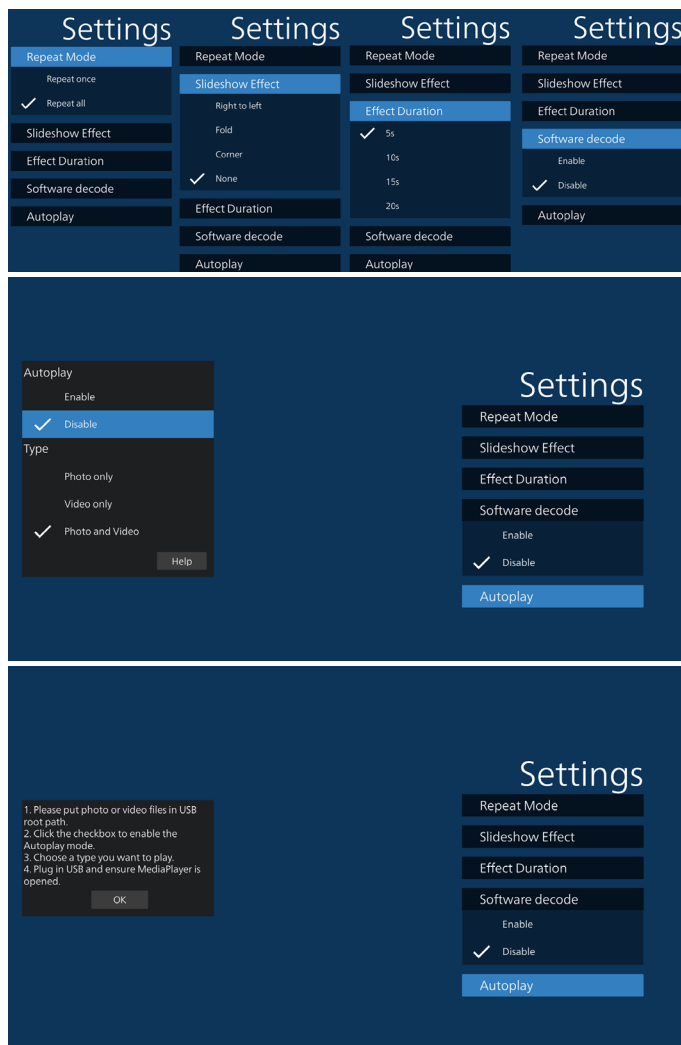 Settings
Repeat Mode
Repeat once
Repeat all
Slideshow Effect
Effect Duration
Software decode
Autoplay
Settings
Repeat Mode
Slideshow Effect
Right to left
Fold
Corner
None
Effect Duration
Software decode
Autoplay
Settings
Repeat Mode
Slideshow Effect
Effect Duration
5s
10s
15s
20s
Software decode
Autoplay
Settings
Repeat Mode
Slideshow Effect
Effect Duration
Software decode
Enable
Disable
Autoplay
Autoplay
Enable
Disable
Type
Photo only
Video only
Photo and Video
Help
Settings
Repeat Mode
Slideshow Effect
Effect Duration
Software decode
Enable
Disable
Autoplay
1. Please put photo or video files in USB
root path.
2. Click the checkbox to enable the
Autoplay mode.
3. Choose a type you want to play.
4. Plug in USB and ensure MediaPlayer is
opened.
OK
Settings
Repeat Mode
Slideshow Effect
Effect Duration
Software decode
Enable
Disable
Autoplay